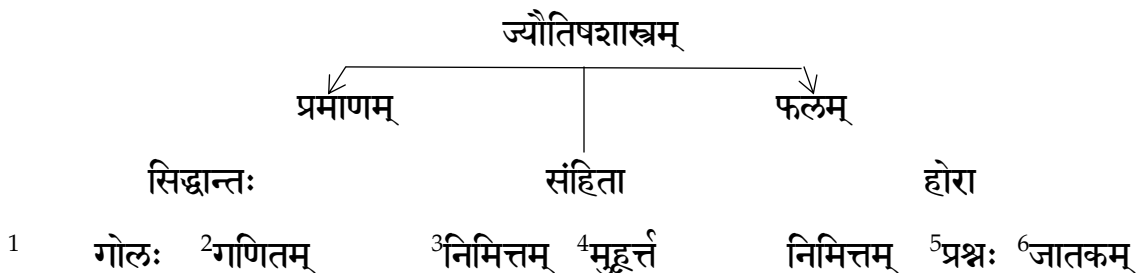 ज्यौतिषशास्त्रम्
प्रमाणम् फलम्
सिद्धान्तः संहिता होरा
1 गोलः 2गणितम् 3निमित्तम् 4मुहूर्त्त निमित्तम् 5प्रश्नः 6जातकम्